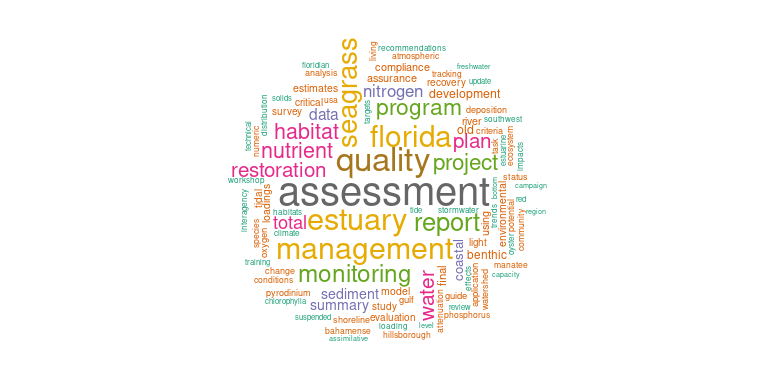 living
recommendations
atmospheric
floridian
seagrass
compliance
freshwater
analysis
assurance
tracking
estimates
nitrogen
recovery
update
solids
critical
usa
targets
program
development
distribution
survey
data
deposition
technical
numeric
habitat
florida
old
river
southwest
criteria
nutrient
quality
plan
task
estuarine
ecosystem
impacts
restoration
project
workshop
assessment
bottom
status
campaign
interagency
tidal
loadings
habitats
estuary
tide
stormwater
report
using
trends
environmental
oyster
potential
red
community
region
total
climate
species
oxygen
management
coastal
light
benthic
training
change
monitoring
water
final
effects
application
manatee
watershed
capacity
conditions
pyrodinium
sediment
model
guide
chlorophylla
summary
study
gulf
attenuation
review
phosphorus
suspended
shoreline
evaluation
bahamense
loading
level
assimilative
hillsborough